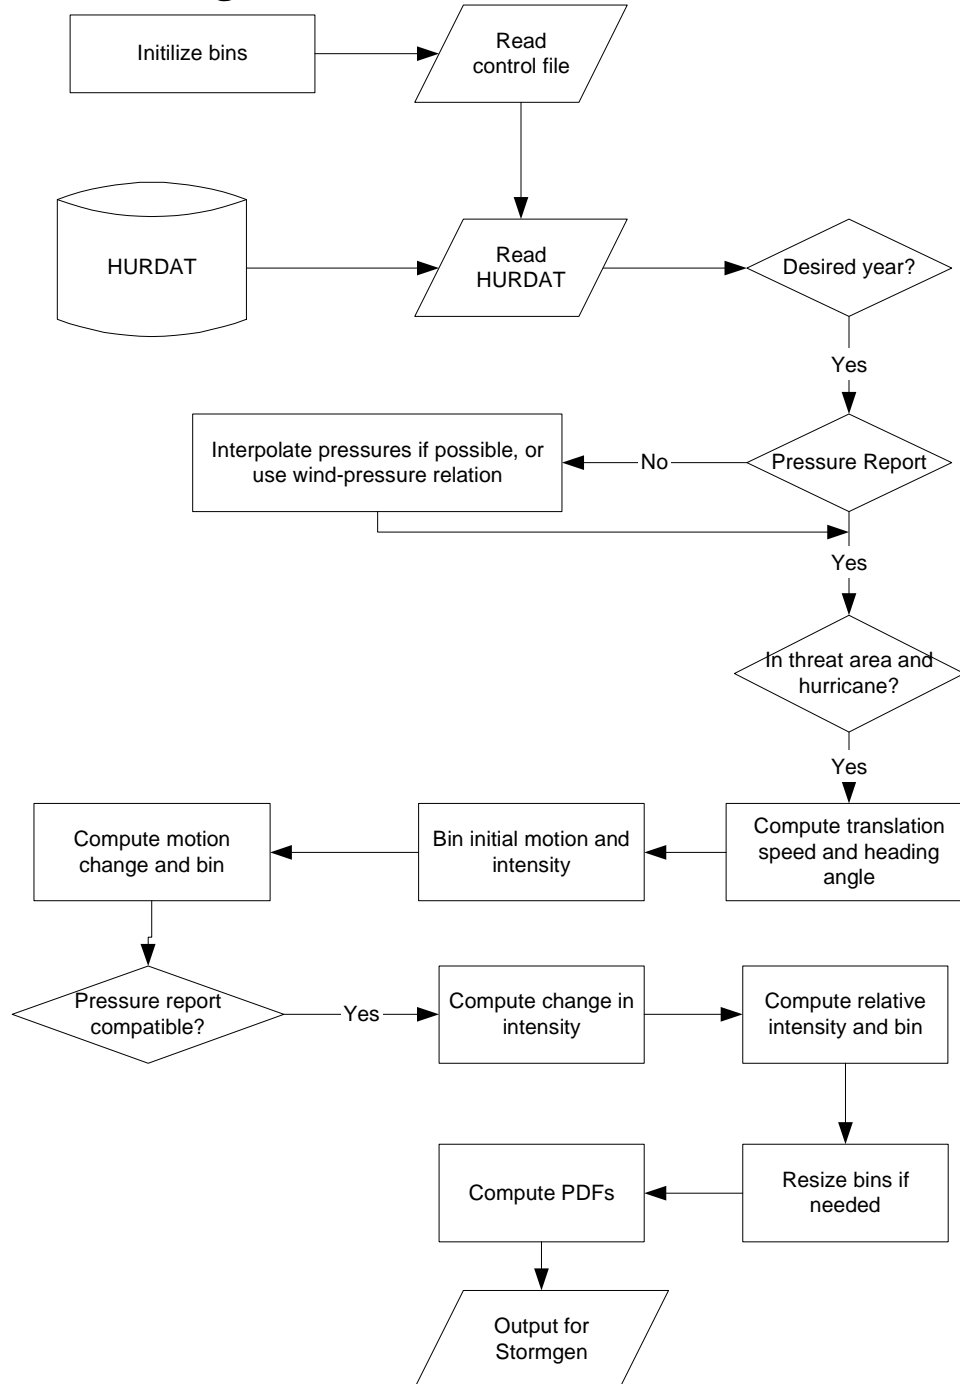 Initilize bins
Read
control file
HURDAT
Read
HURDAT
Desired year?
Yes
Interpolate pressures if possible, or
use wind-pressure relation
No
Pressure Report
Yes
In threat area and
hurricane?
Yes
Compute motion
change and bin
Bin initial motion and
intensity
Compute translation
speed and heading
angle
Pressure report
compatible?
Yes
Compute change in
intensity
Compute relative
intensity and bin
Compute PDFs
Resize bins if
needed
Output for
Stormgen